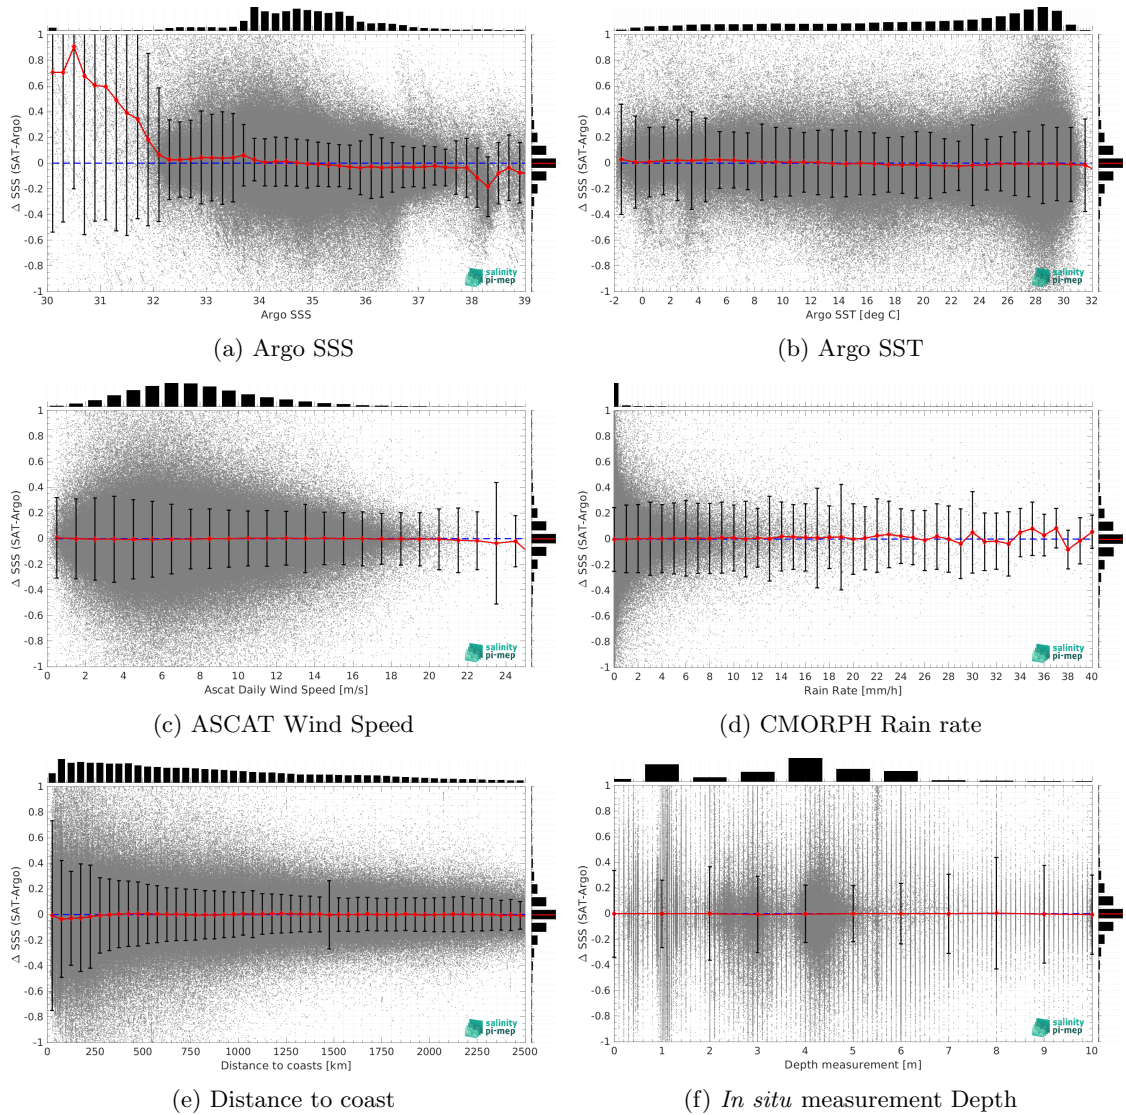 1
0.8
0.6
0.4
0.2
0
-0.2
-0.4
-0.6
-0.8
-1
Δ SSS (SAT-Argo)
30 31 32 33 34 35 36 37 38 39
Argo SSS
salinity
pi-mep
(a) Argo SSS
1
0.8
0.6
0.4
0.2
0
-0.2
-0.4
-0.6
-0.8
-1
Δ SSS (SAT-Argo)
-2 0 2 4 6 8 10 12 14 16 18 20 22 24 26 28 30 32
Argo SST [deg C]
salinity
pi-mep
(b) Argo SST
1
0.8
0.6
0.4
0.2
0
-0.2
-0.4
-0.6
-0.8
-1
Δ SSS (SAT-Argo)
0 2 4 6 8 10 12 14 16 18 20 22 24
Ascat Daily Wind Speed [m/s]
salinity
pi-mep
(c) ASCAT Wind Speed
1
0.8
0.6
0.4
0.2
0
-0.2
-0.4
-0.6
-0.8
-1
Δ SSS (SAT-Argo)
0 2 4 6 8 10 12 14 16 18 20 22 24 26 28 30 32 34 36 38 40
Rain Rate [mm/h]
salinity
pi-mep
(d) CMORPH Rain rate
1
0.8
0.6
0.4
0.2
0
-0.2
-0.4
-0.6
-0.8
-1
Δ SSS (SAT-Argo)
0 250 500 750 1000 1250 1500 1750 2000 2250 2500
Distance to coasts [km]
salinity
pi-mep
(e) Distance to coast
1
0.8
0.6
0.4
0.2
0
-0.2
-0.4
-0.6
-0.8
-1
Δ SSS (SAT-Argo)
0 1 2 3 4 5 6 7 8 9 10
Depth measurement [m]
salinity
pi-mep
(f) In situ measurement Depth